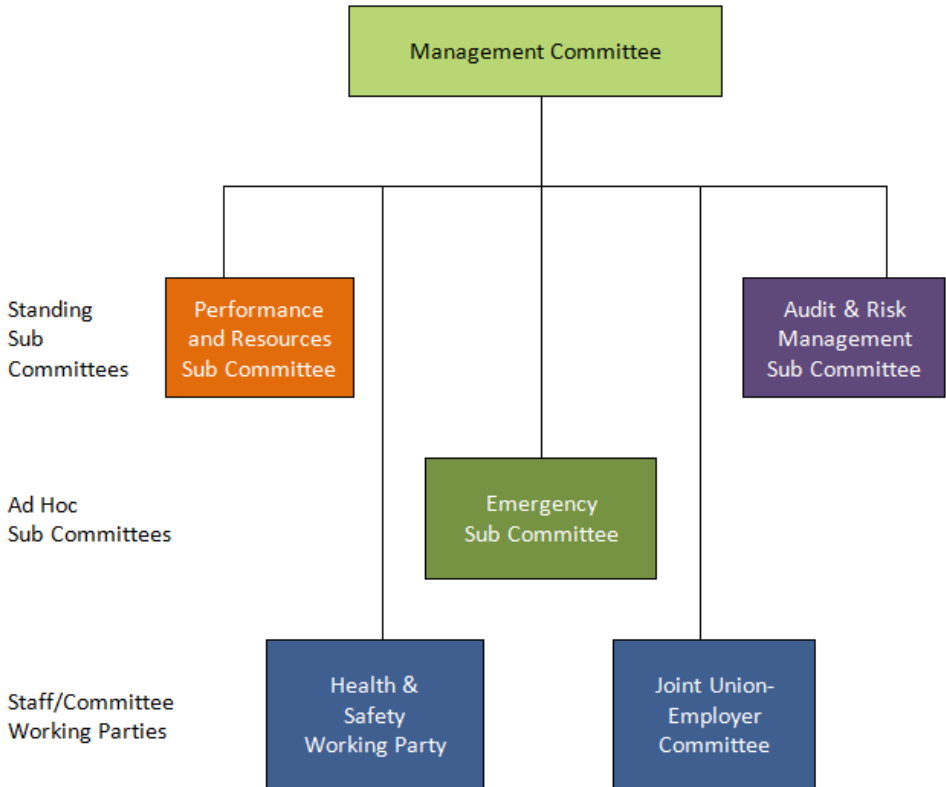 Management Committee
Standing
Sub
Committees
Performance
and Resources
Sub Committee
Audit & Risk
Management
Sub Committee
Ad Hoc
Sub Committees
Emergency
Sub Committee
Staff/Committee
Working Parties
Health &
Safety
Working Party
Joint Union-
Employer
Committee